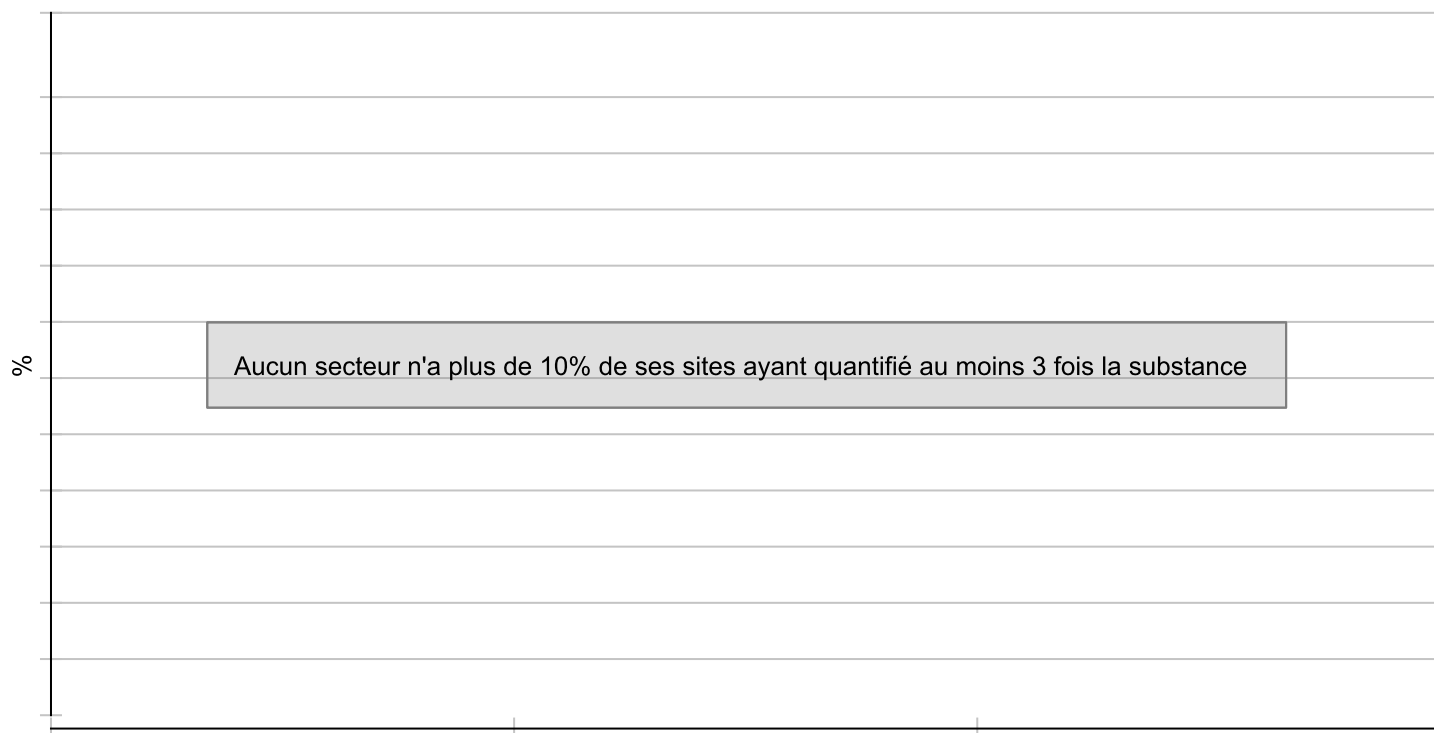 %
Aucun secteur n'a plus de 10% de ses sites ayant quantifié au moins 3 fois la substance